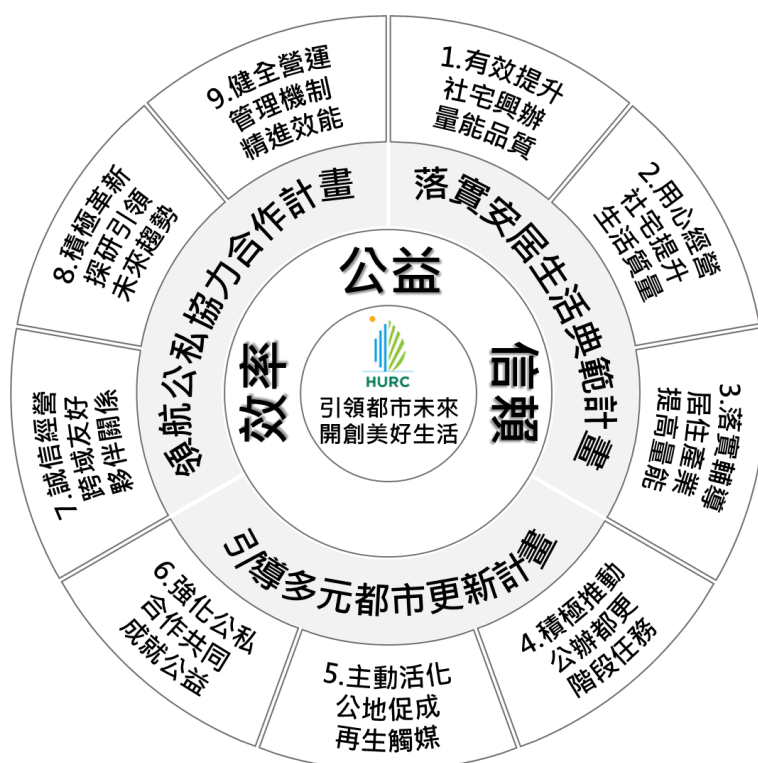 1.有效提升
社宅興辦
量能品質
2.用心經營
社宅提升
生活質量
3.落實輔導
居住產業
提高量能
4.積極推動
公辦都更
階段任務
5.主動活化
公地促成
再生觸媒
6.強化公私
合作共同
成就公益
7.誠信經營
跨域友好
夥伴關係
8.積極革新
探研引領
未來趨勢
9.健全營運
管理機制
精進效能
落實安居生活典範計畫
引導多元都市更新計畫
領航公私協力合作計畫
公益
信賴
效率
HURC
引領都市未來
開創美好生活